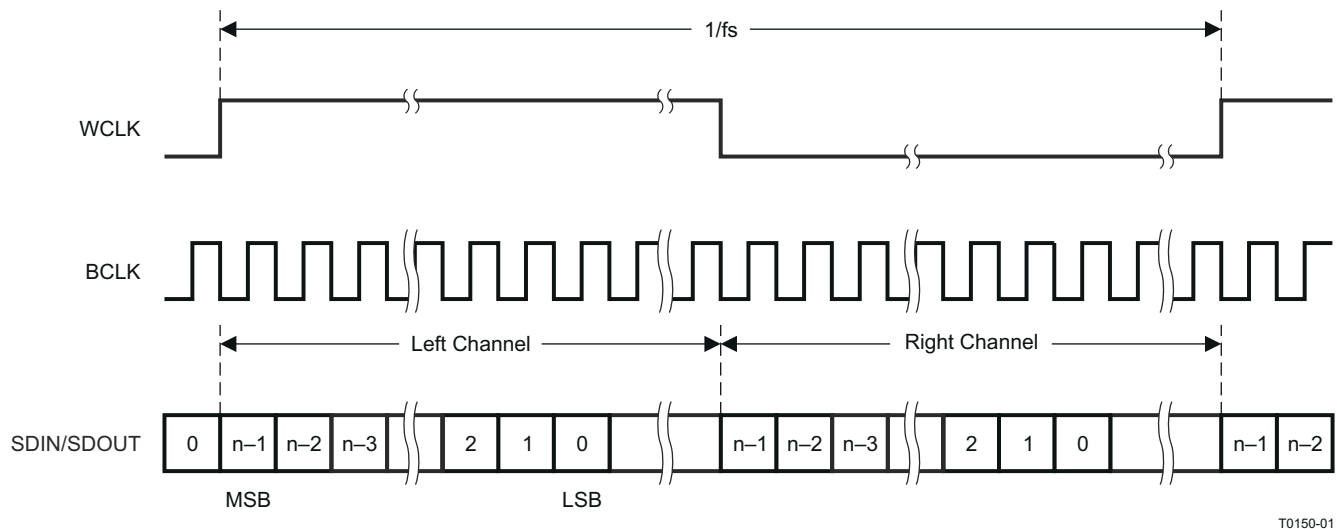 1/fs
WCLK
BCLK
Left Channel Right Channel
SDIN/SDOUT 0 n–1 n–2 n–3 2 1 0 n–1 n–2 n–3 2 1 0 n–1 n–2
MSB LSB
T0150-01